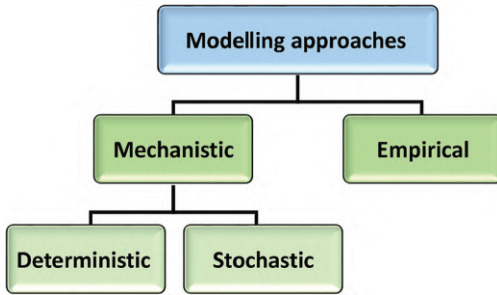 Modelling approaches
Mechanistic
Empirical
Deterministic
Stochastic